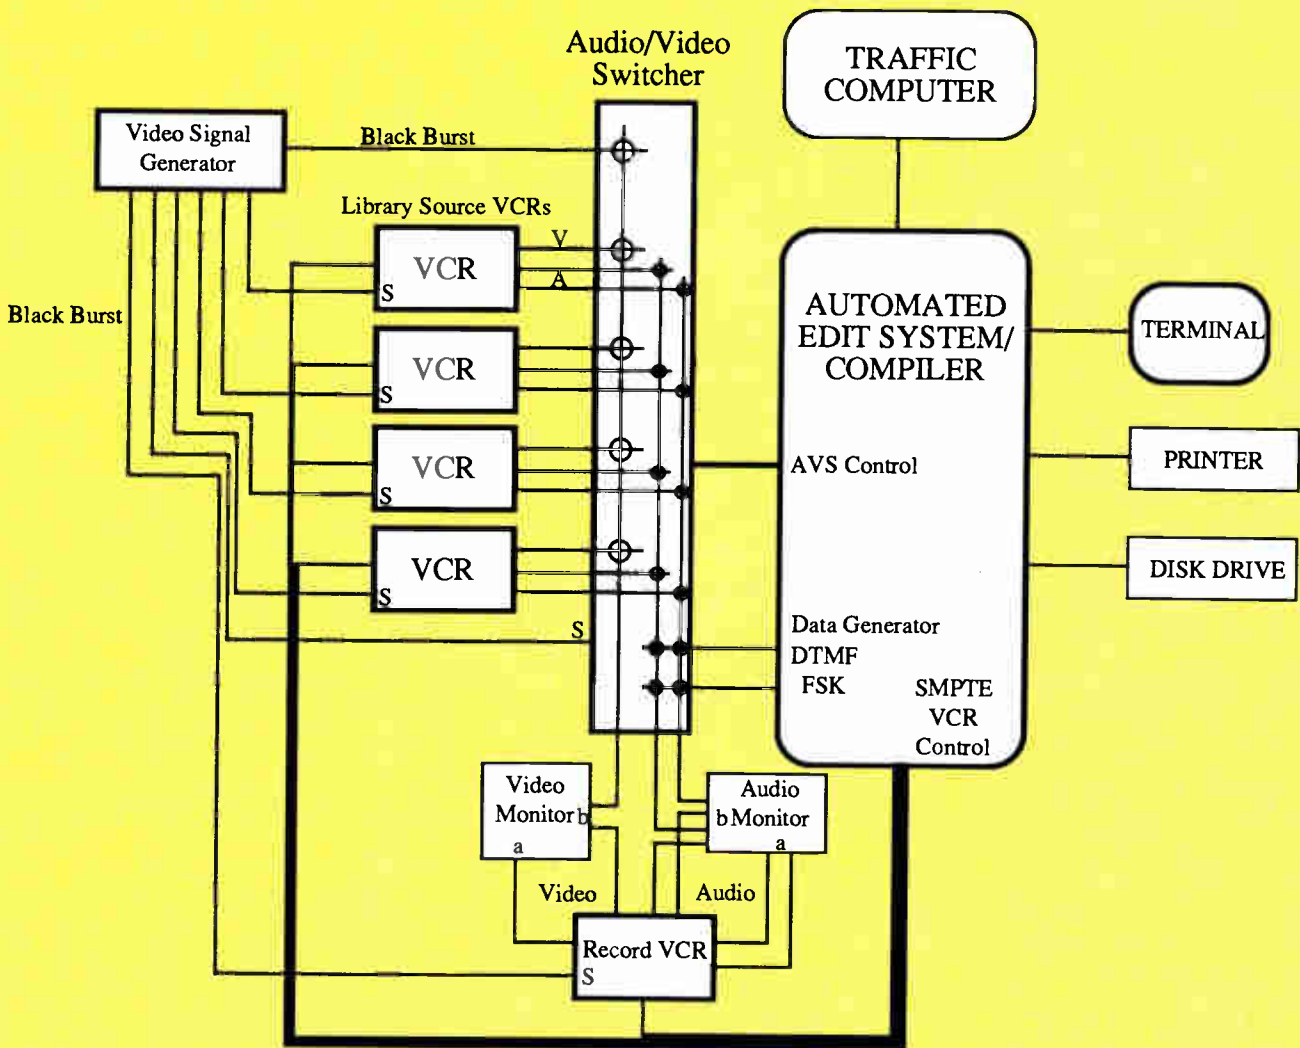 Audio/Video
Switcher
TRAFFIC
COMPUTER
Video Signal
Generator
Black Burst
Library Source VCRs
V
A
VCR
S
Black Burst
VCR
S
VCR
S
VCR
S
S
AUTOMATED
EDIT SYSTEM/
COMPILER
TERMINAL
AVS Control
PRINTER
DISK DRIVE
Data Generator
DTMF
FSK
SMPTE
VCR
Control
Video
Monitor b
a
Audio
b Monitor
a
Video
Audio
Record VCR
S